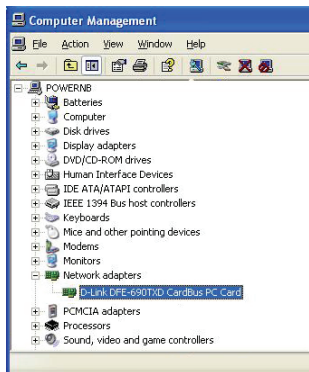 Computer Management
File Action View Window Help
POWERNB
Batteries
Computer
Disk drives
Display adapters
DVD/CD-ROM drives
Human Interface Devices
IDE ATA/ATAPI controllers
IEEE 1394 Bus host controllers
Keyboards
Mice and other pointing devices
Modems
Monitors
Network adapters
D-Link DFE-690TXD CardBus PC Card
PCMCIA adapters
Processors
Sound, video and game controllers